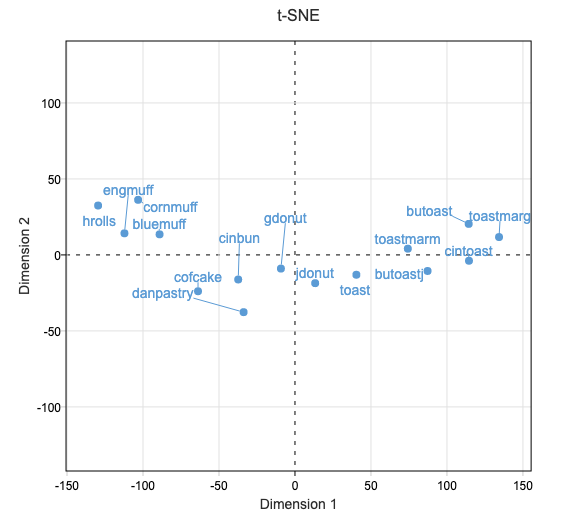 t-SNE
100
50
0
-50
-100
Dimension 2
engmuff
cornmuff
hrolls
bluemuff
gdonut
butoast
toastmarg
cinbun
toastmarm
cintoast
cofcake
jdonut
butoastj
danpastry
toast
-150
-100
-50
0
50
100
150
Dimension 1